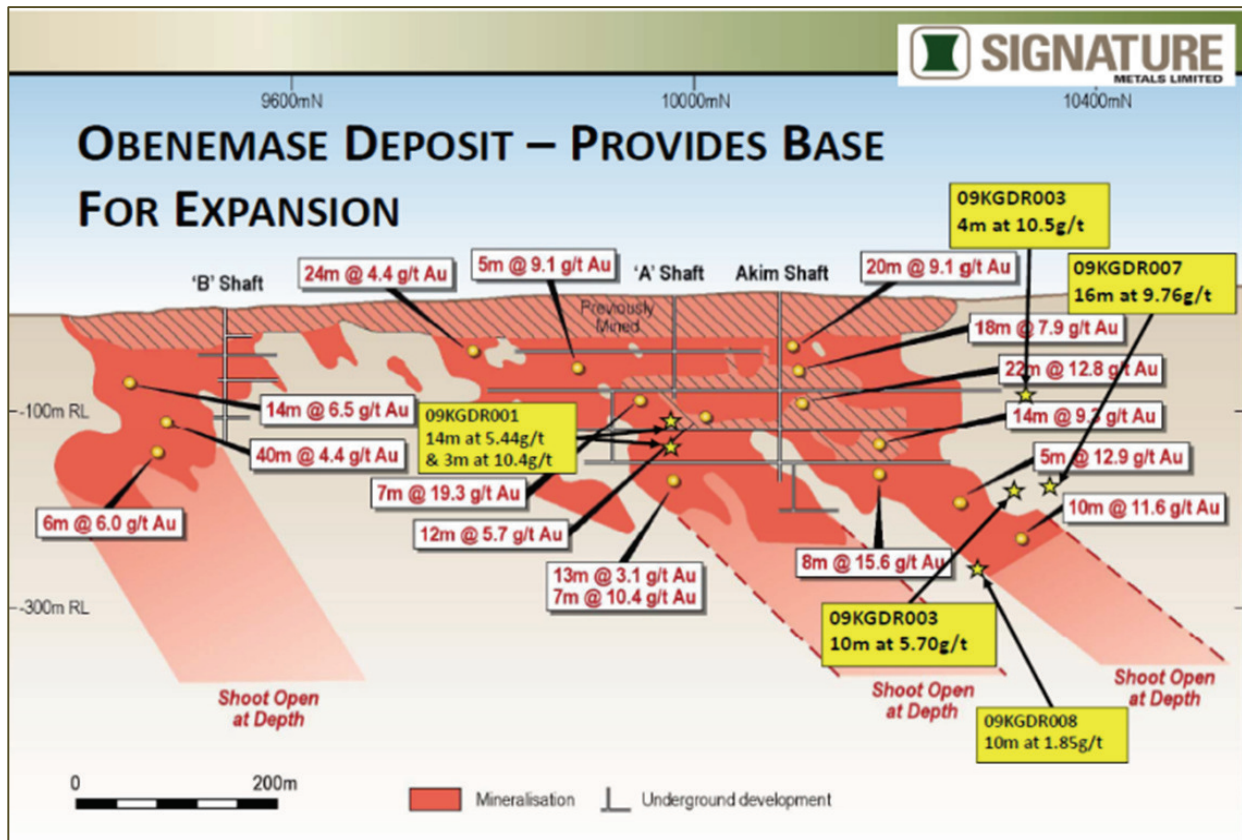 SIGNATURE
METALS LIMITED
9600mN
10000mN
10400mN
OBENEMASE DEPOSIT – PROVIDES BASE
FOR EXPANSION
09KGDR003
4m at 10.5g/t
09KGDR007
16m at 9.76g/t
'B' Shaft
24m @ 4.4 g/t Au
5m @ 9.1 g/t Au
'A' Shaft
Akim Shaft
20m @ 9.1 g/t Au
Previously
Mined
18m @ 7.9 g/t Au
22m @ 12.8 g/t Au
-100m RL
14m @ 6.5 g/t Au
09KGDR001
14m at 5.44g/t
& 3m at 10.4g/t
14m @ 9.3 g/t Au
40m @ 4.4 g/t Au
5m @ 12.9 g/t Au
7m @ 19.3 g/t Au
10m @ 11.6 g/t Au
6m @ 6.0 g/t Au
12m @ 5.7 g/t Au
8m @ 15.6 g/t Au
13m @ 3.1 g/t Au
7m @ 10.4 g/t Au
-300m RL
09KGDR003
10m at 5.70g/t
Shoot Open
at Depth
Shoot Open
at Depth
Shoot Open
at Depth
09KGDR008
10m at 1.85g/t
0
200m
Mineralisation
Underground development